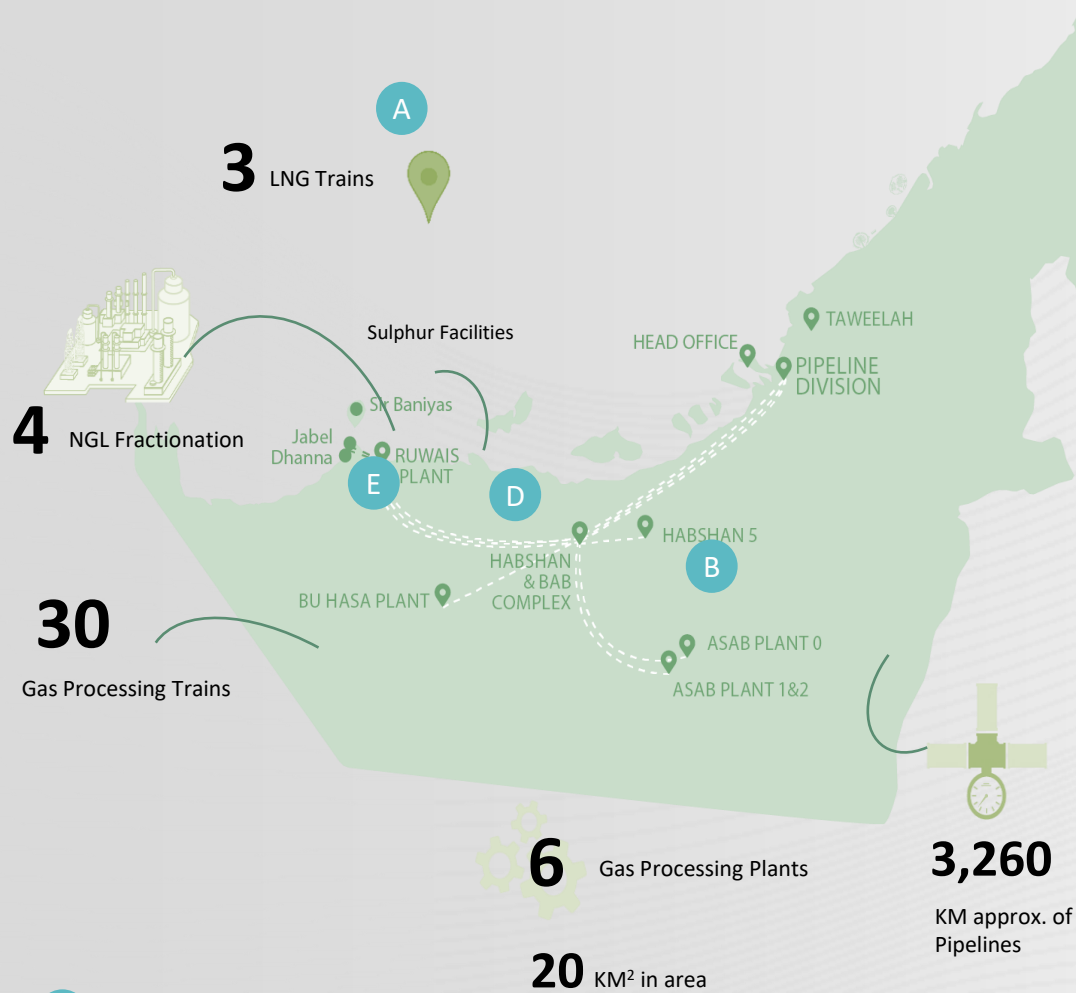 A
3 LNG Trains
TAWEELAH
Sulphur Facilities
HEAD OFFICE
PIPELINE
DIVISION
Sir Baniyas
4 NGL Fractionation
Jabel
Dhanna
RUWAIS
PLANT
E
D
HABSHAN 5
B
HABSHAN
& BAB
COMPLEX
BU HASA PLANT
30
Gas Processing Trains
ASAB PLANT 0
ASAB PLANT 1&2
6 Gas Processing Plants
3,260
KM approx. of
Pipelines
20 KM² in area